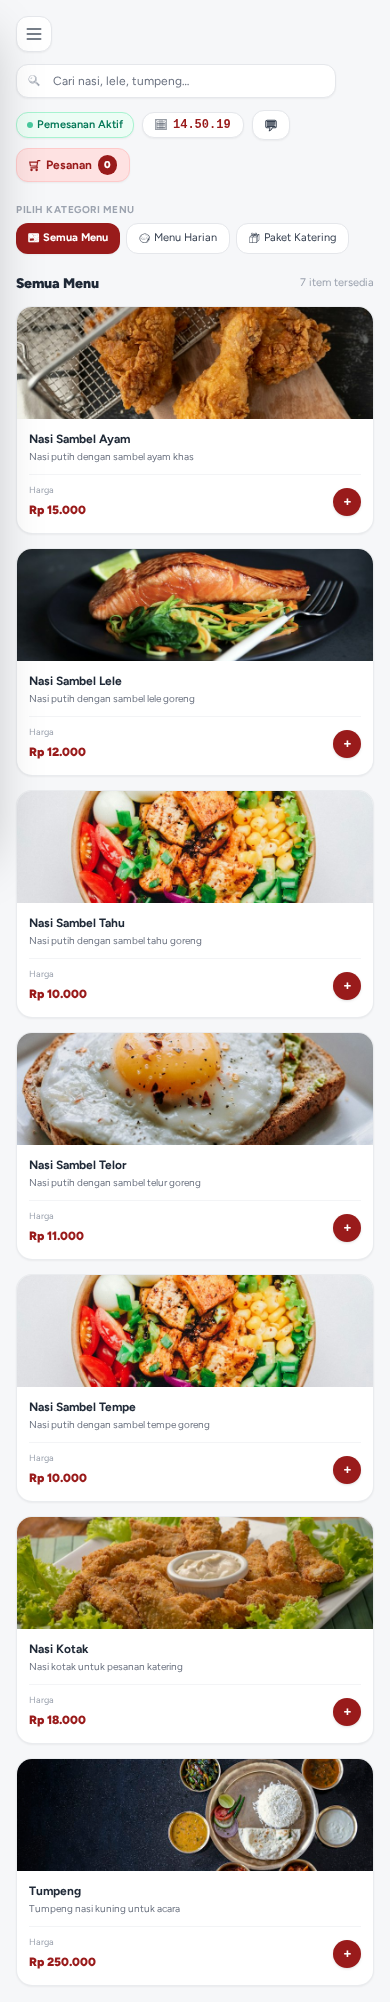 Cari nasi, lele, tumpeng...
Pemesanan Aktif
14.50.19
Pesanan 0
PILIH KATEGORI MENU
Semua Menu
Menu Harian
Paket Katering
Semua Menu
7 item tersedia
Nasi Sambel Ayam
Nasi putih dengan sambel ayam khas
Harga
Rp 15.000
+
Nasi Sambel Lele
Nasi putih dengan sambel lele goreng
Harga
Rp 12.000
+
Nasi Sambel Tahu
Nasi putih dengan sambel tahu goreng
Harga
Rp 10.000
+
Nasi Sambel Telor
Nasi putih dengan sambel telur goreng
Harga
Rp 11.000
+
Nasi Sambel Tempe
Nasi putih dengan sambel tempe goreng
Harga
Rp 10.000
+
Nasi Kotak
Nasi kotak untuk pesanan katering
Harga
Rp 18.000
+
Tumpeng
Tumpeng nasi kuning untuk acara
Harga
Rp 250.000
+